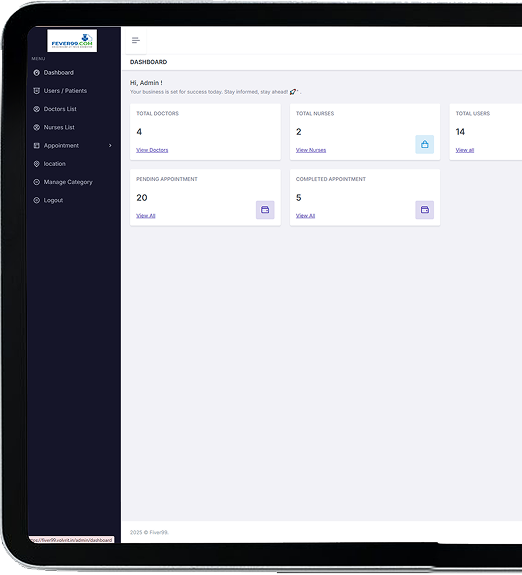 FEVER99.COM
MENU
Dashboard
Users / Patients
Doctors List
Nurses List
Appointment
location
Manage Category
Logout
DASHBOARD
Hi, Admin !
Your business is set for success today. Stay informed, stay ahead! 🚀 .
TOTAL DOCTORS
4
View Doctors
TOTAL NURSES
2
View Nurses
TOTAL USERS
14
View all
PENDING APPOINTMENT
20
View All
COMPLETED APPOINTMENT
5
View All
2025 © Fiver99.
ttps://fiver99.volvrit.in/admin/dashboard